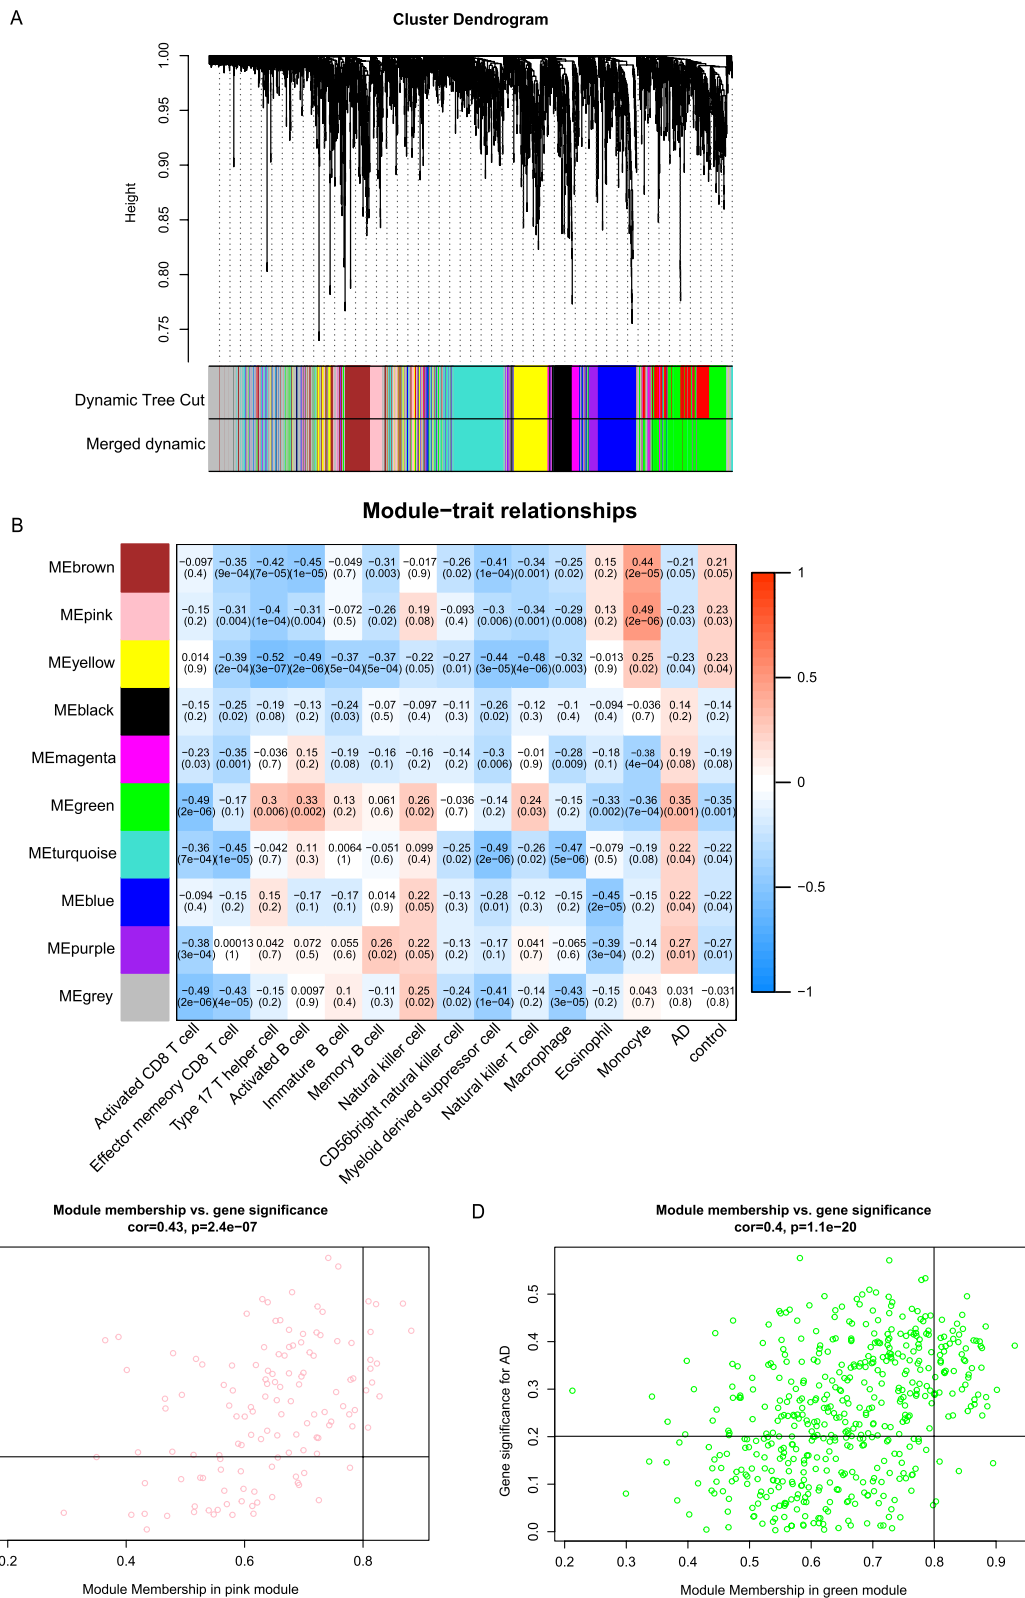 A
Cluster Dendrogram
Height
1.00
0.95
0.90
0.85
0.80
0.75
Dynamic Tree Cut
Merged dynamic
B
Module−trait relationships
MEbrown −0.097 −0.35 −0.42 −0.45 −0.049 −0.31 −0.017 −0.26 −0.41 −0.34 −0.25 0.15 0.44 −0.21 0.21
(0.4) (9e−04) (7e−05) (1e−05) (0.7) (0.003) (0.9) (0.02) (1e−04) (0.001) (0.02) (0.2) (2e−05) (0.05) (0.05)
MEpink −0.15 −0.31 −0.4 −0.31 −0.072 −0.26 0.19 −0.093 −0.3 −0.34 −0.29 0.13 0.49 −0.23 0.23
(0.2) (0.004) (1e−04) (0.004) (0.5) (0.02) (0.08) (0.4) (0.006) (0.001) (0.008) (0.2) (2e−06) (0.03) (0.03)
MEyellow 0.014 −0.39 −0.52 −0.49 −0.37 −0.37 −0.22 −0.27 −0.44 −0.48 −0.32 −0.013 0.25 −0.23 0.23
(0.9) (2e−04) (3e−07) (2e−06) (5e−04) (5e−04) (0.05) (0.01) (3e−05) (4e−06) (0.003) (0.9) (0.02) (0.04) (0.04)
MEblack −0.15 −0.25 −0.19 −0.13 −0.24 −0.07 −0.097 −0.11 −0.26 −0.12 −0.1 −0.094 −0.036 0.14 −0.14
(0.2) (0.02) (0.08) (0.2) (0.03) (0.5) (0.4) (0.3) (0.02) (0.3) (0.4) (0.4) (0.7) (0.2) (0.2)
MEmagenta −0.23 −0.35 −0.036 0.15 −0.19 −0.16 −0.16 −0.14 −0.3 −0.01 −0.28 −0.18 −0.38 0.19 −0.19
(0.03) (0.001) (0.7) (0.2) (0.08) (0.1) (0.2) (0.2) (0.006) (0.9) (0.009) (0.1) (4e−04) (0.08) (0.08)
MEgreen −0.49 −0.17 0.3 0.33 0.13 0.061 0.26 −0.036 −0.14 0.24 −0.15 −0.33 −0.36 0.35 −0.35
(2e−06) (0.1) (0.006) (0.002) (0.2) (0.6) (0.02) (0.7) (0.2) (0.03) (0.2) (0.002) (7e−04) (0.001) (0.001)
MEturquoise −0.36 −0.45 −0.042 0.11 0.0064 −0.051 0.099 −0.25 −0.49 −0.26 −0.47 −0.079 −0.19 0.22 −0.22
(7e−04) (1e−05) (0.7) (0.3) (1) (0.6) (0.4) (0.02) (2e−06) (0.02) (5e−06) (0.5) (0.08) (0.04) (0.04)
MEblue −0.094 −0.15 0.15 −0.17 −0.17 0.014 0.22 −0.13 −0.28 −0.12 −0.15 −0.45 −0.15 0.22 −0.22
(0.4) (0.2) (0.2) (0.1) (0.1) (0.9) (0.05) (0.3) (0.01) (0.3) (0.2) (2e−05) (0.2) (0.04) (0.04)
MEpurple −0.38 0.00013 0.042 0.072 0.055 0.26 0.22 −0.13 −0.17 0.041 −0.065 −0.39 −0.14 0.27 −0.27
(3e−04) (1) (0.7) (0.5) (0.6) (0.02) (0.05) (0.2) (0.1) (0.7) (0.6) (3e−04) (0.2) (0.01) (0.01)
MEgrey −0.49 −0.43 −0.15 0.0097 0.1 −0.11 0.25 −0.24 −0.41 −0.14 −0.43 −0.15 0.043 0.031 −0.031
(2e−06) (4e−05) (0.2) (0.9) (0.4) (0.3) (0.02) (0.02) (1e−04) (0.2) (3e−05) (0.2) (0.7) (0.8) (0.8)
1
0.5
0
−0.5
−1
Activated CD8 T cell
Effector memeory CD8 T cell
Type 17 T helper cell
Activated B cell
Immature B cell
Memory B cell
Natural killer cell
CD56bright natural killer cell
Myeloid derived suppressor cell
Natural killer T cell
Macrophage
Eosinophil
Monocyte
AD
control
Module membership vs. gene significance
cor=0.43, p=2.4e−07
0.2 0.4 0.6 0.8
Module Membership in pink module
D
Module membership vs. gene significance
cor=0.4, p=1.1e−20
Gene significance for AD
0.5
0.4
0.3
0.2
0.1
0.0
0.2 0.3 0.4 0.5 0.6 0.7 0.8 0.9
Module Membership in green module